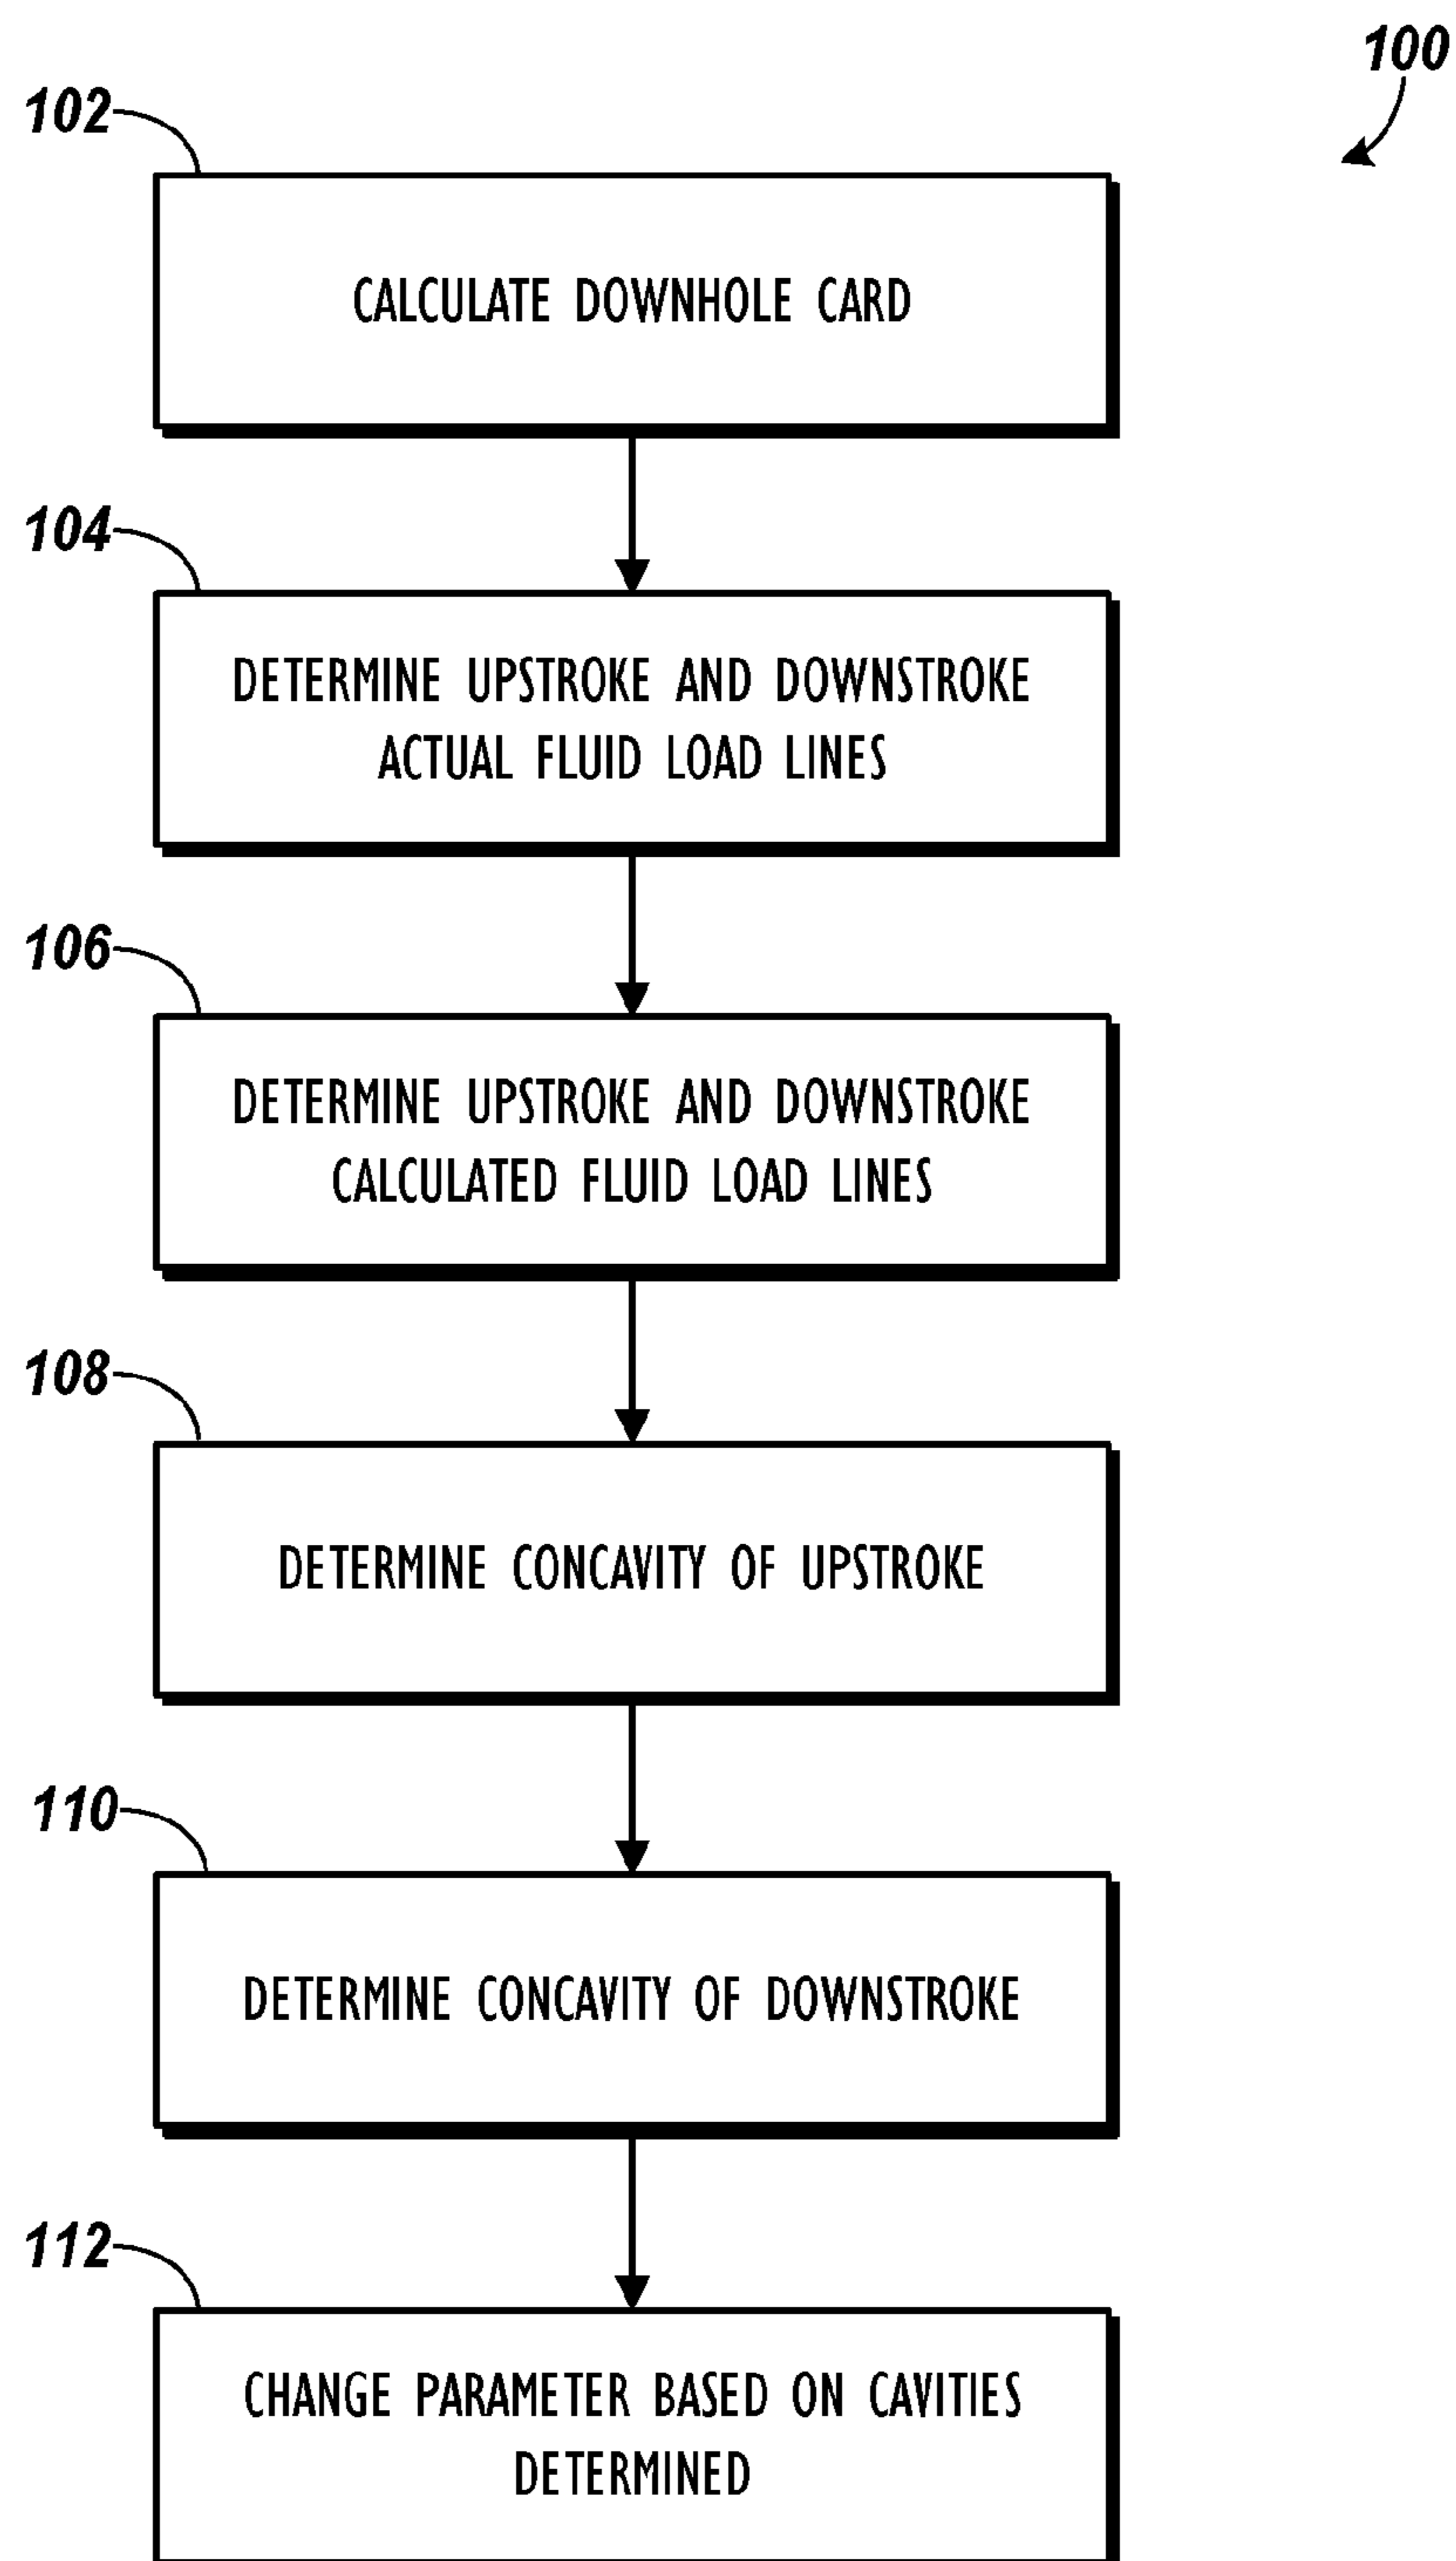 100
102
CALCULATE DOWNHOLE CARD
104
DETERMINE UPSTROKE AND DOWNSTROKE
ACTUAL FLUID LOAD LINES
106
DETERMINE UPSTROKE AND DOWNSTROKE
CALCULATED FLUID LOAD LINES
108
DETERMINE CONCAVITY OF UPSTROKE
110
DETERMINE CONCAVITY OF DOWNSTROKE
112
CHANGE PARAMETER BASED ON CAVITIES
DETERMINED